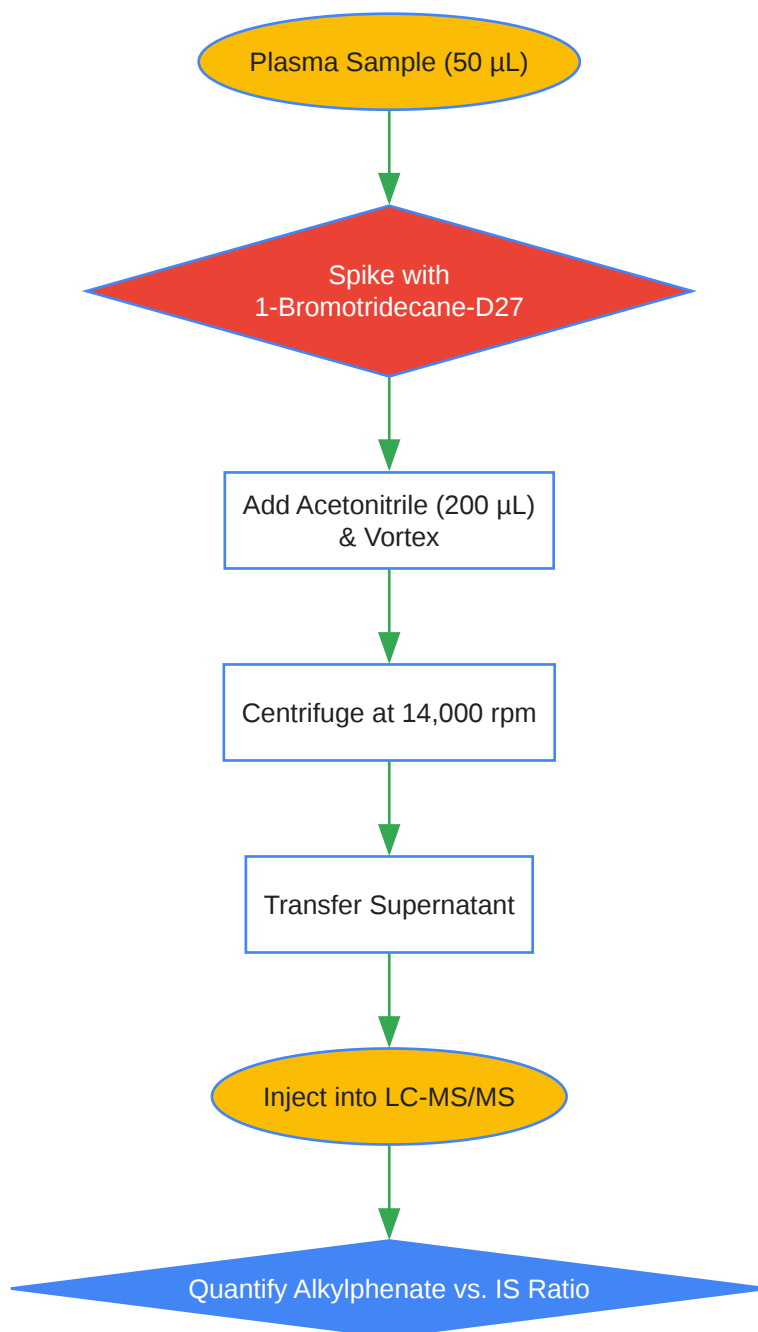 Plasma Sample (50 µL)
Spike with
1-Bromotridecane-D27
Add Acetonitrile (200 µL)
& Vortex
Centrifuge at 14,000 rpm
Transfer Supernatant
Inject into LC-MS/MS
Quantify Alkylphenate vs. IS Ratio